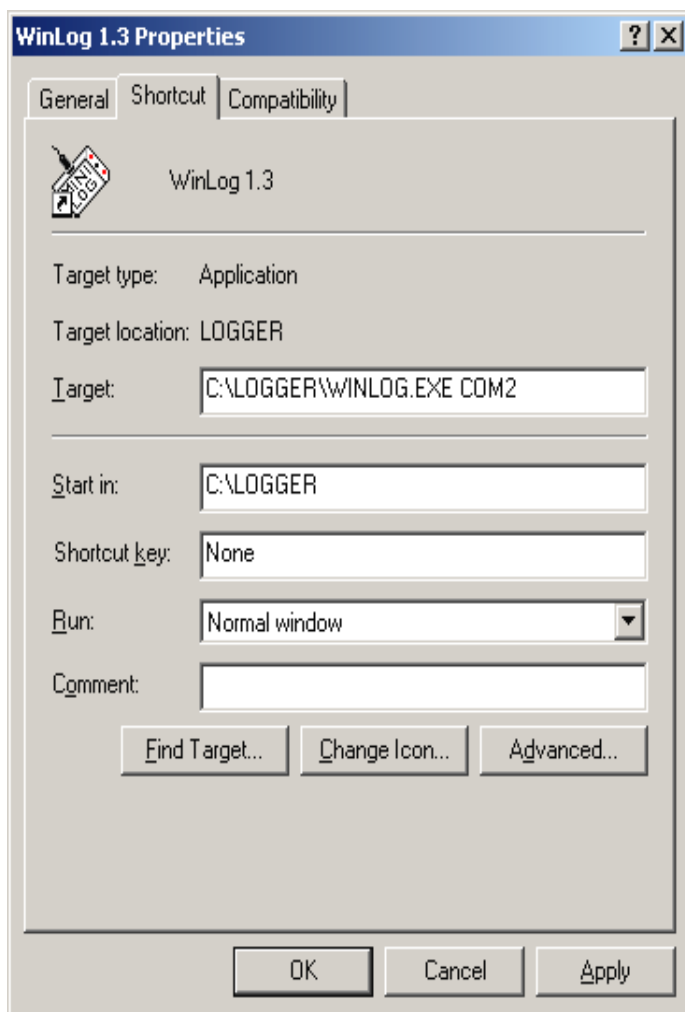 WinLog 1.3 Properties
General Shortcut Compatibility
MINI LOG
WinLog 1.3
Target type: Application
Target location: LOGGER
Target: C:\LOGGER\WINLOG.EXE COM2
Start in: C:\LOGGER
Shortcut key: None
Run: Normal window
Comment:
Find Target... Change Icon... Advanced...
OK Cancel Apply